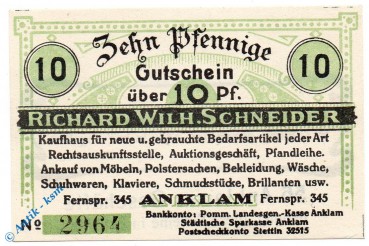 Zehn Pfennige
10 Gutschein 10
über 10 Pf.
RICHARD WILH. SCHNEIDER
Kaufhaus für neue u. gebrauchte Bedarfsartikel jeder Art
Rechtsauskunftsstelle, Auktionsgeschäft, Pfandleihe.
Ankauf von Möbeln, Polstersachen, Bekleidung, Wäsche,
Schuhwaren, Klaviere, Schmuckstücke, Brillanten usw.
Fernspr. 345 ANKLAM Fernspr. 345
No 2964
Bankkonto: Pomm. Landesgen.-Kasse Anklam
Städtische Sparkasse Anklam
Postscheckkonto Stettin 32515